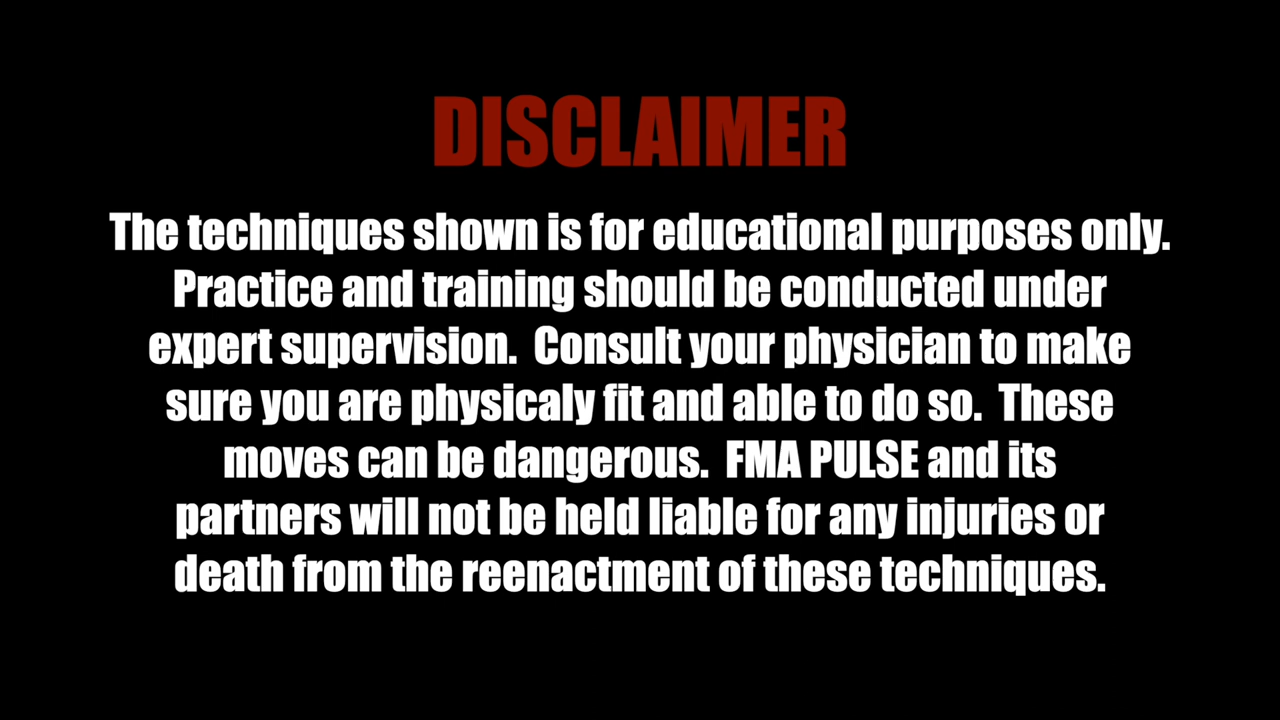 DISCLAIMER
The techniques shown is for educational purposes only.
Practice and training should be conducted under
expert supervision.  Consult your physician to make
sure you are physicaly fit and able to do so.  These
moves can be dangerous.  FMA PULSE and its
partners will not be held liable for any injuries or
death from the reenactment of these techniques.